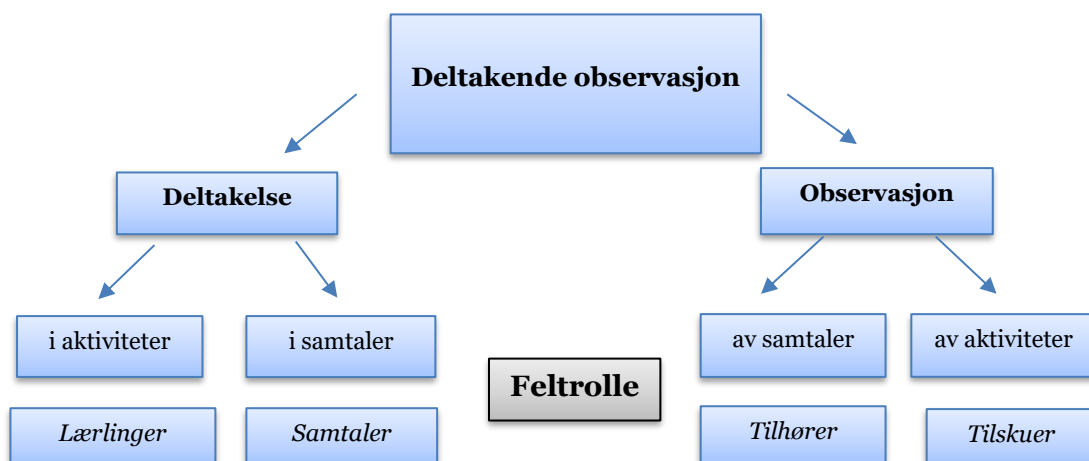 Deltakende observasjon
Deltakelse
Observasjon
i aktiviteter
i samtaler
av samtaler
av aktiviteter
Feltrolle
Lærlinger
Samtaler
Tilhører
Tilskuer